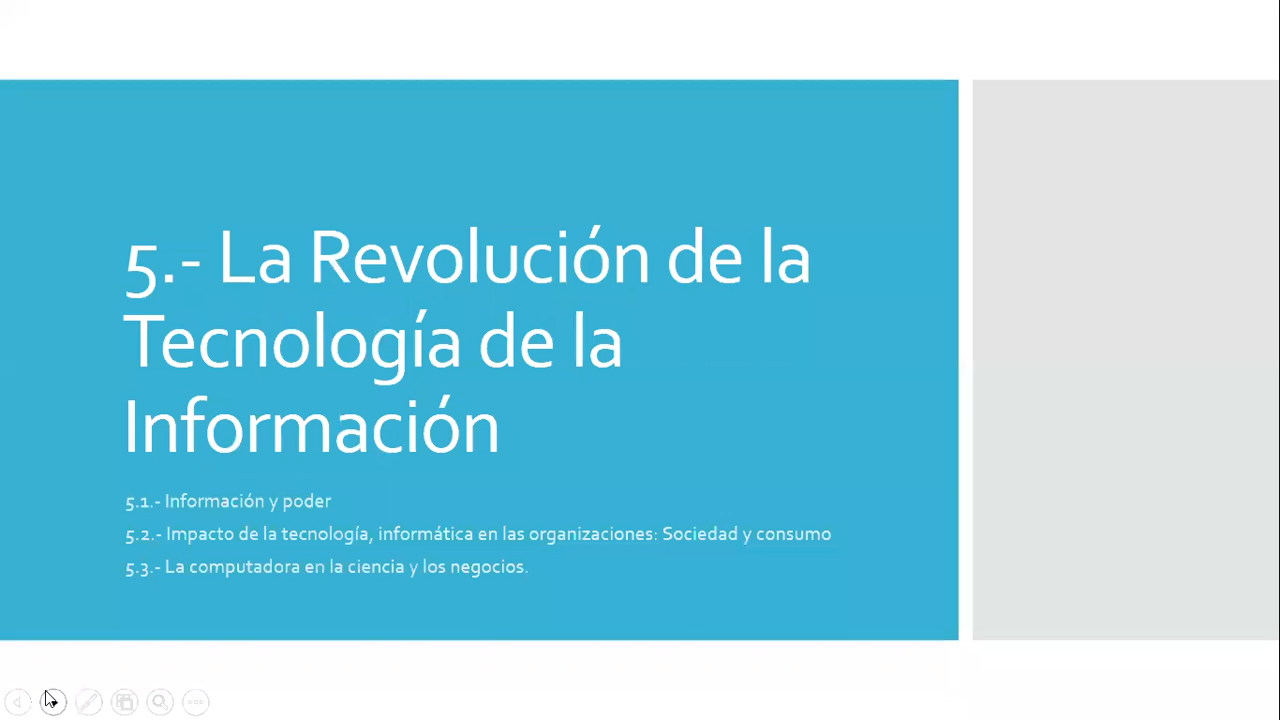 5.- La Revolución de la
Tecnología de la
Información
5.1.- Información y poder
5.2.- Impacto de la tecnología, informática en las organizaciones: Sociedad y consumo
5.3.- La computadora en la ciencia y los negocios.